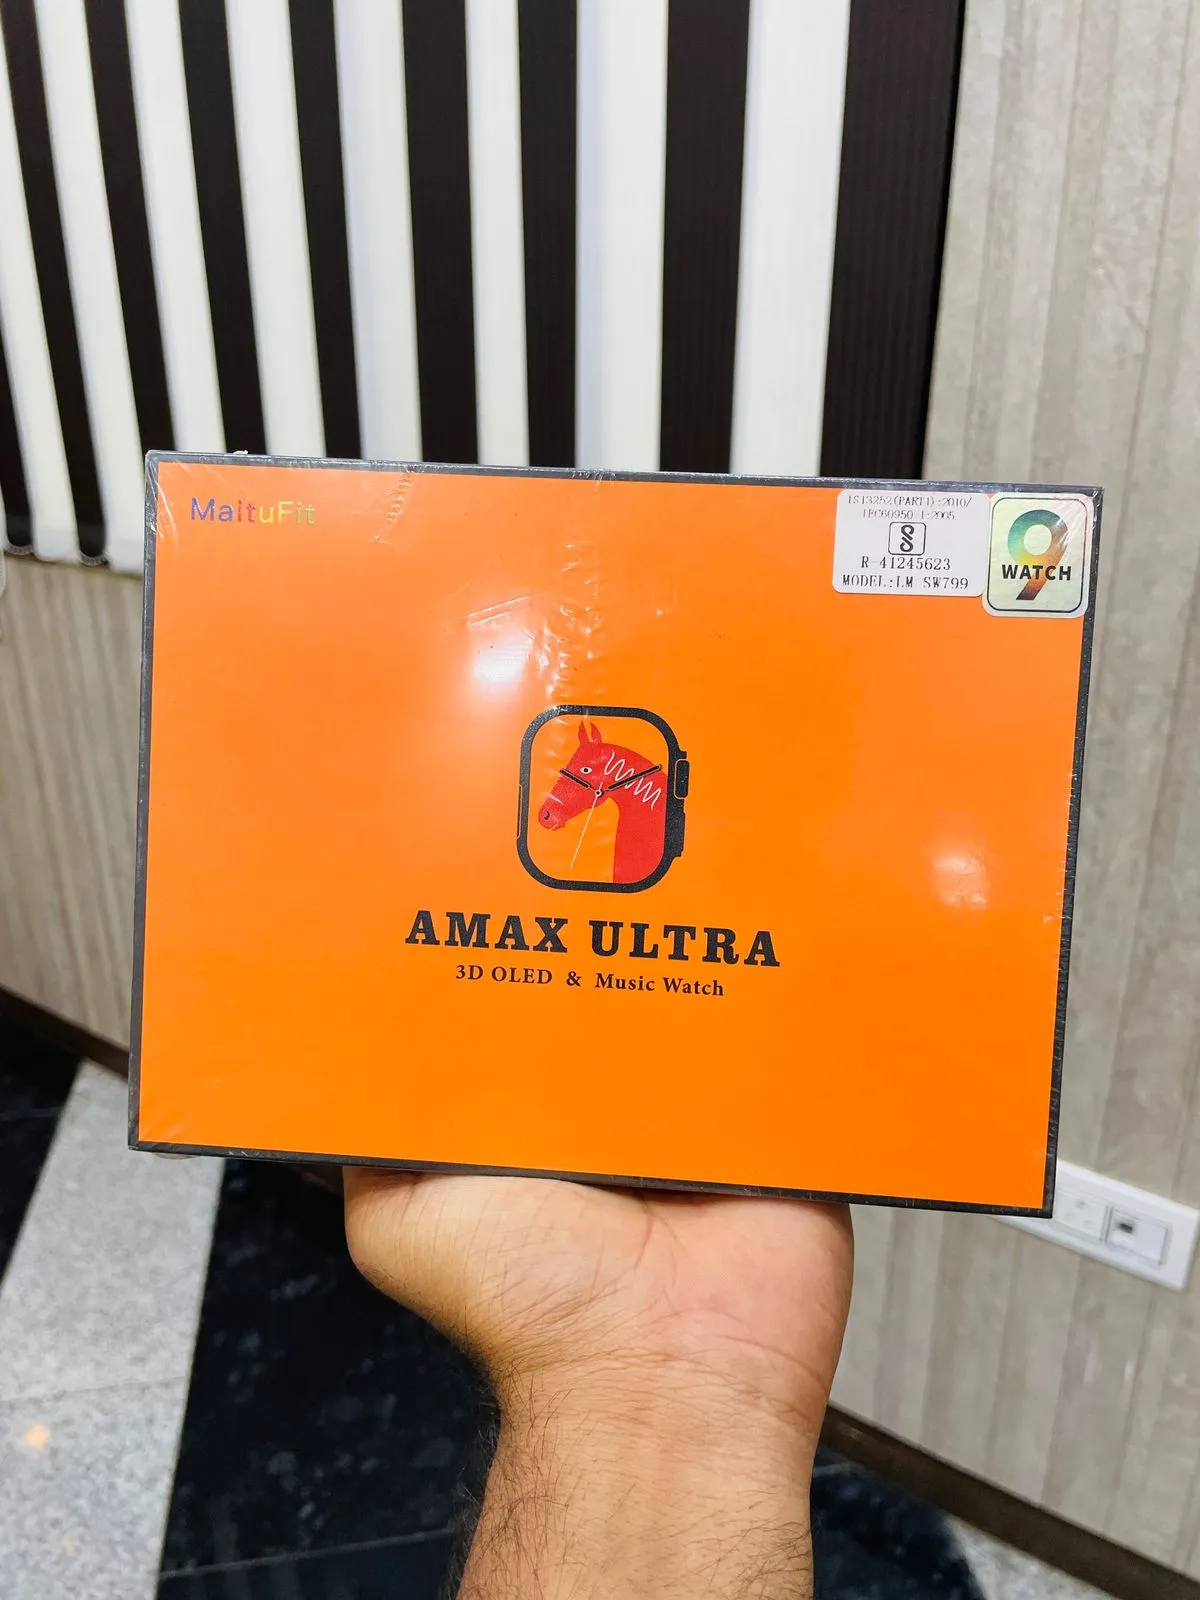 MaituFit
IS13252(PART1):2010/
IEC60950-1:2005
R-41245623
MODEL:LM SW799
9
WATCH
AMAX ULTRA
3D OLED & Music Watch